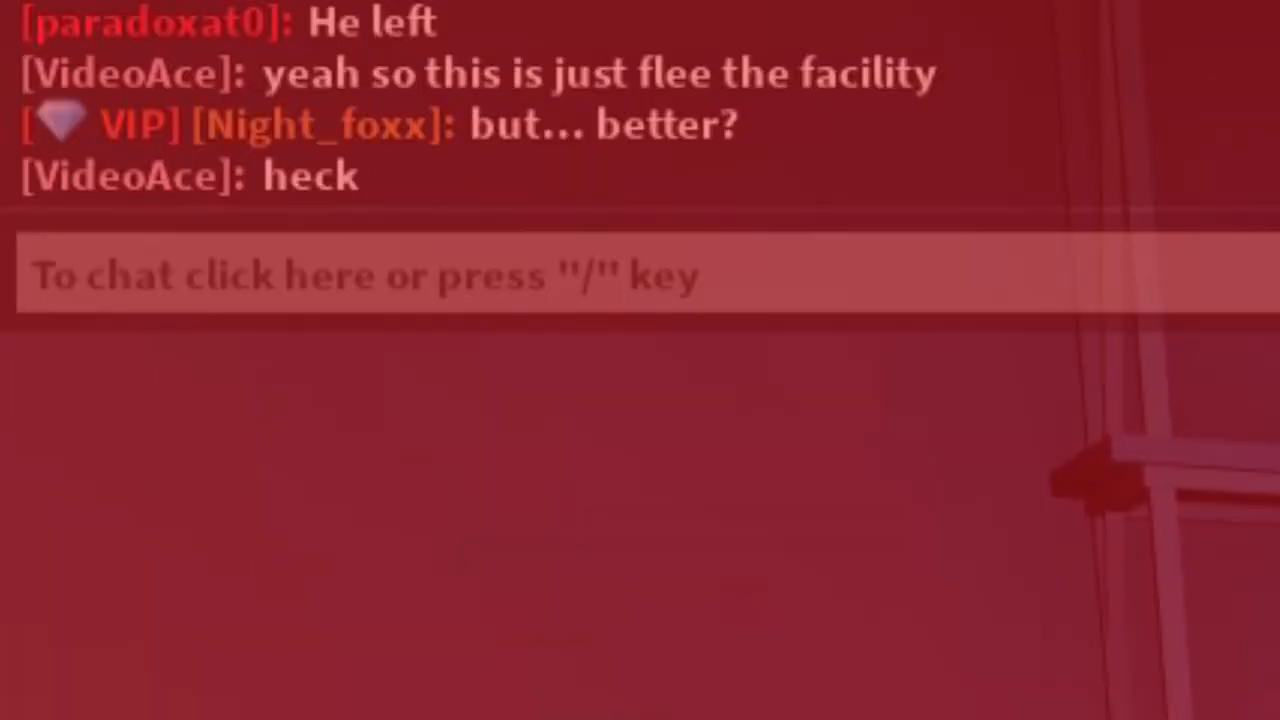 [paradoxat0]: He left
[VideoAce]: yeah so this is just flee the facility
[💎 VIP] [Night_foxx]: but... better?
[VideoAce]: heck
To chat click here or press "/" key